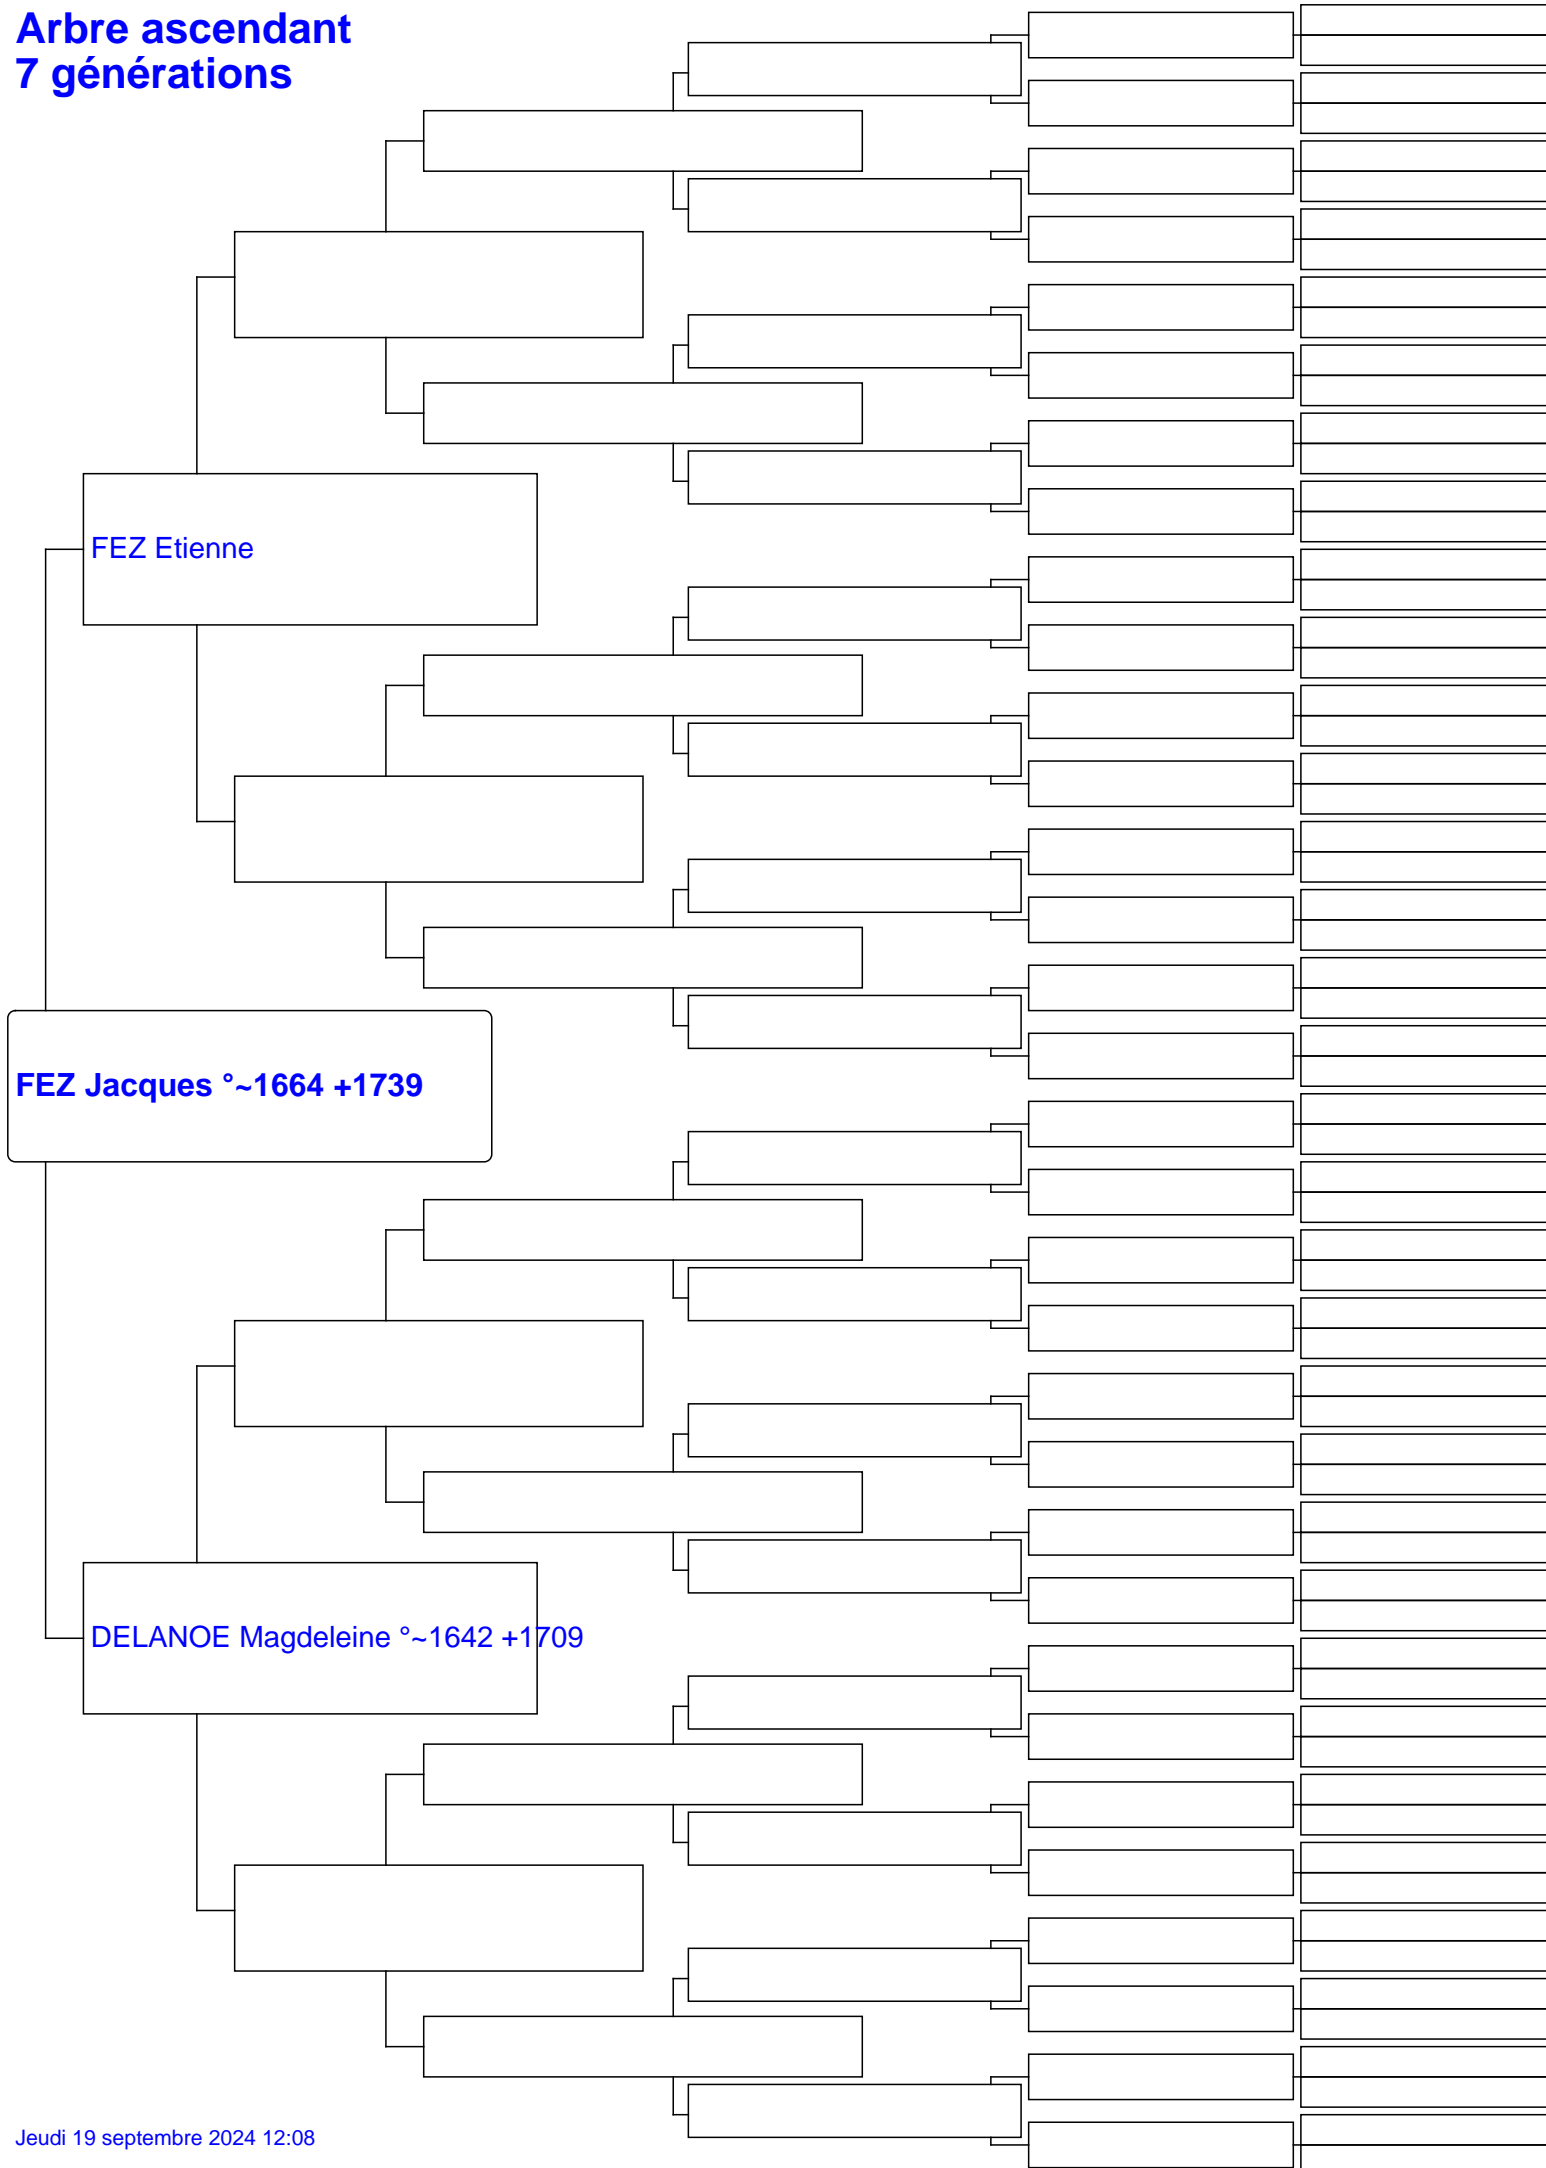 Arbre ascendant
7 générations
FEZ Etienne
FEZ Jacques °~1664 +1739
DELANOE Magdeleine °~1642 +1709
Jeudi 19 septembre 2024 12:08